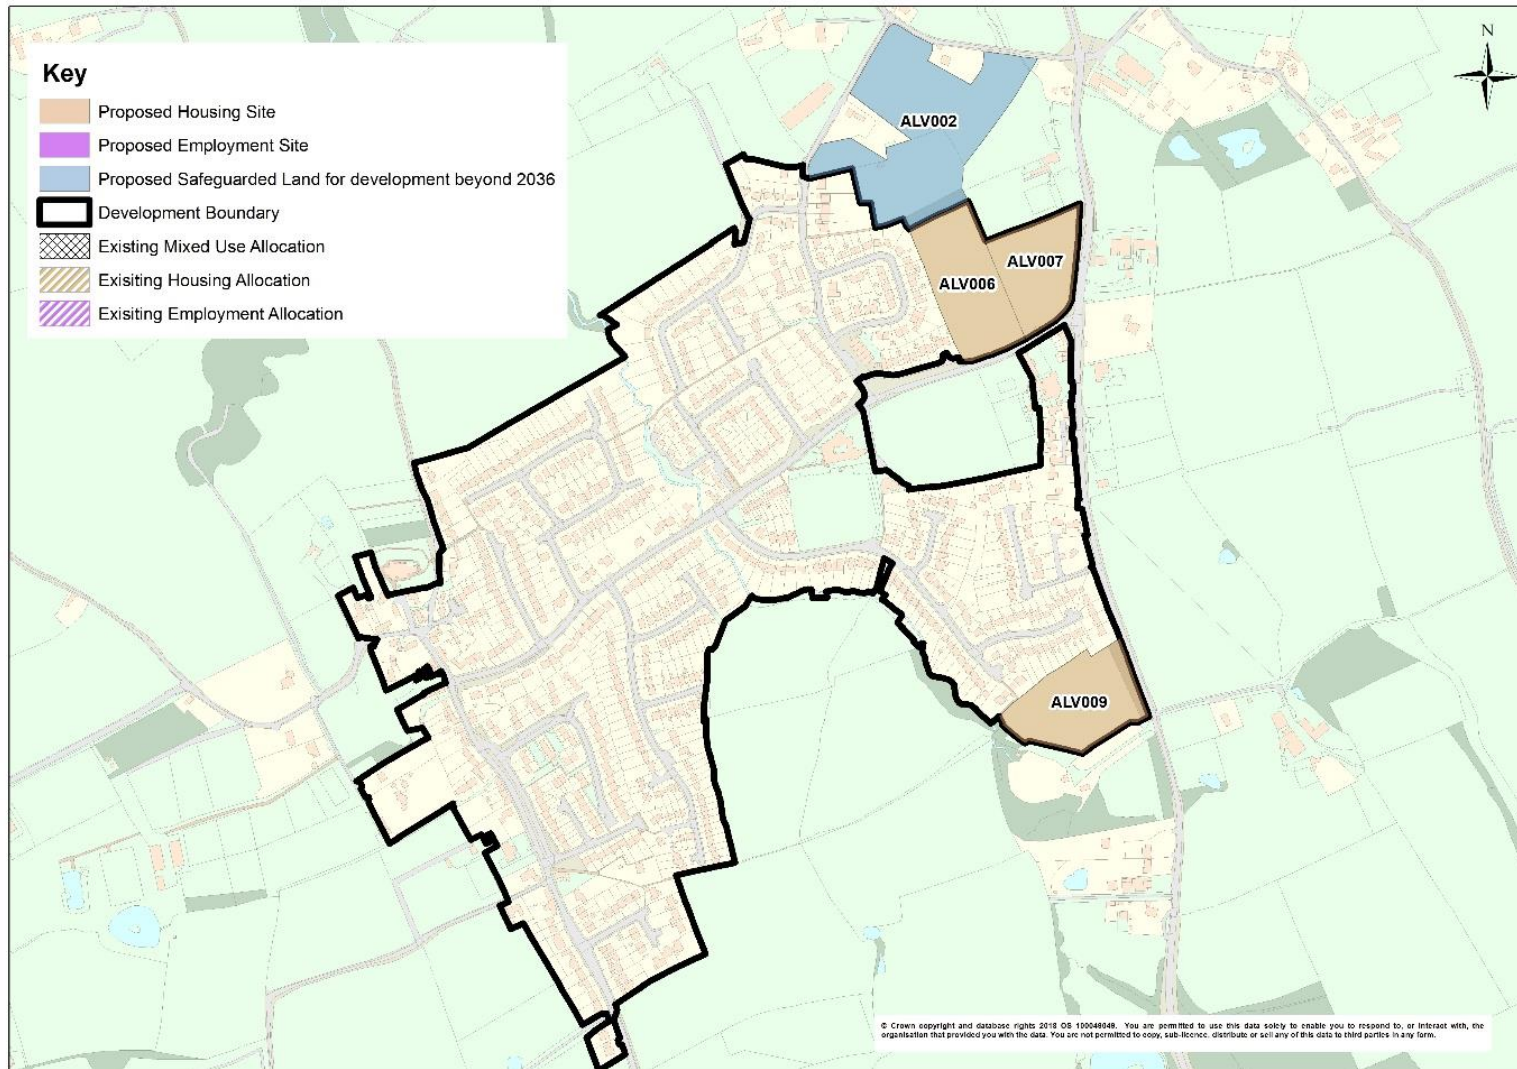 N
Key
Proposed Housing Site
Proposed Employment Site
Proposed Safeguarded Land for development beyond 2036
Development Boundary
Existing Mixed Use Allocation
Exisiting Housing Allocation
Exisiting Employment Allocation
ALV002
ALV007
ALV006
ALV009
© Crown copyright and database rights 2018 OS 100049049. You are permitted to use this data solely to enable you to respond to, or interact with, the
organisation that provided you with the data. You are not permitted to copy, sub-licence, distribute or sell any of this data to third parties in any form.